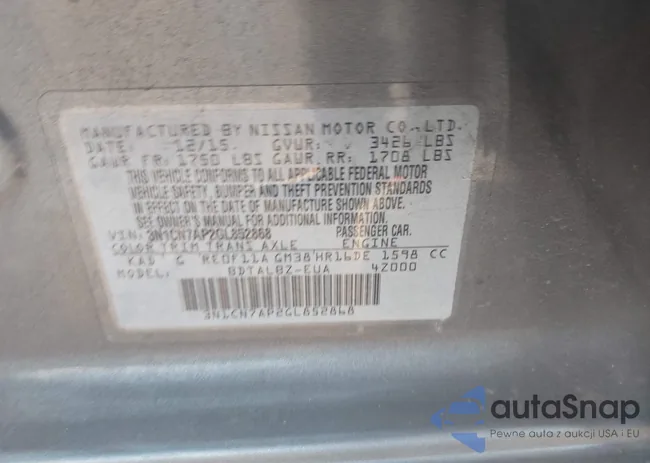 MANUFACTURED BY NISSAN MOTOR CO., LTD.
DATE: 12/15 GVWR: 3426 LBS
GAWR FR: 1750 LBS GAWR RR: 1708 LBS
THIS VEHICLE CONFORMS TO ALL APPLICABLE FEDERAL MOTOR
VEHICLE SAFETY, BUMPER AND THEFT PREVENTION STANDARDS
IN EFFECT ON THE DATE OF MANUFACTURE SHOWN ABOVE.
SEE OWNER'S MANUAL FOR ADDITIONAL INFORMATION.
VIN: 3N1CN7AP2GL852868 PASSENGER CAR.
COLOR TRIM TRANS AXLE ENGINE
KAD G RE0F11A GM38 HR16DE 1598 CC
BDTALBZ-EUA 4Z000
3N1CN7AP2GL852868
autaSnap
Pewne auta z aukcji USA i EU